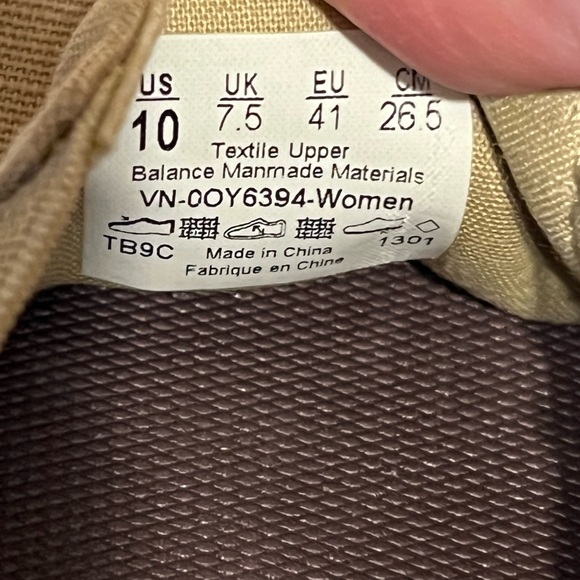 US UK EU CM
10 7.5 41 26.5
Textile Upper
Balance Manmade Materials
VN-0OY6394-Women
TB9C Made in China 1301
Fabrique en Chine